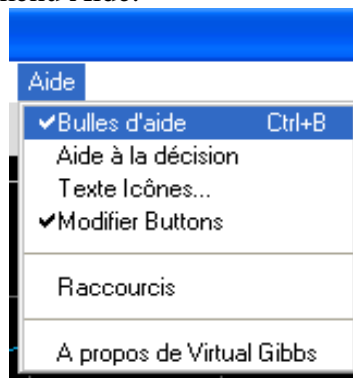 menu Aide.
Aide
✔Bulles d'aide Ctrl+B
Aide à la décision
Texte Icônes...
✔Modifier Buttons
Raccourcis
A propos de Virtual Gibbs